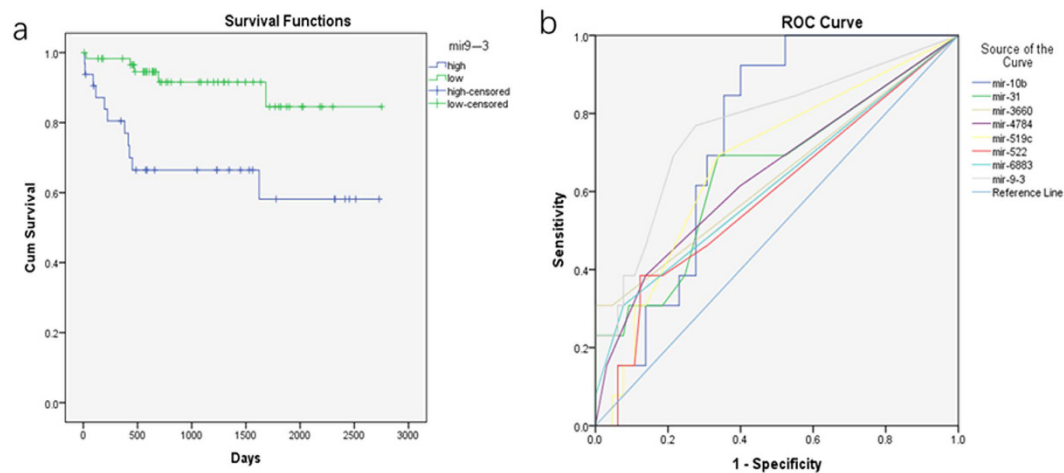 a
Survival Functions
mir9—3
high
low
high-censored
low-censored
1.0
0.8
0.6
0.4
0.2
0.0
Cum Survival
0
500
1000
1500
2000
2500
3000
Days
b
ROC Curve
Source of the
Curve
mir-10b
mir-31
mir-3660
mir-4784
mir-519c
mir-522
mir-6883
mir-9-3
Reference Line
1.0
0.8
0.6
0.4
0.2
0.0
Sensitivity
0.0
0.2
0.4
0.6
0.8
1.0
1 - Specificity